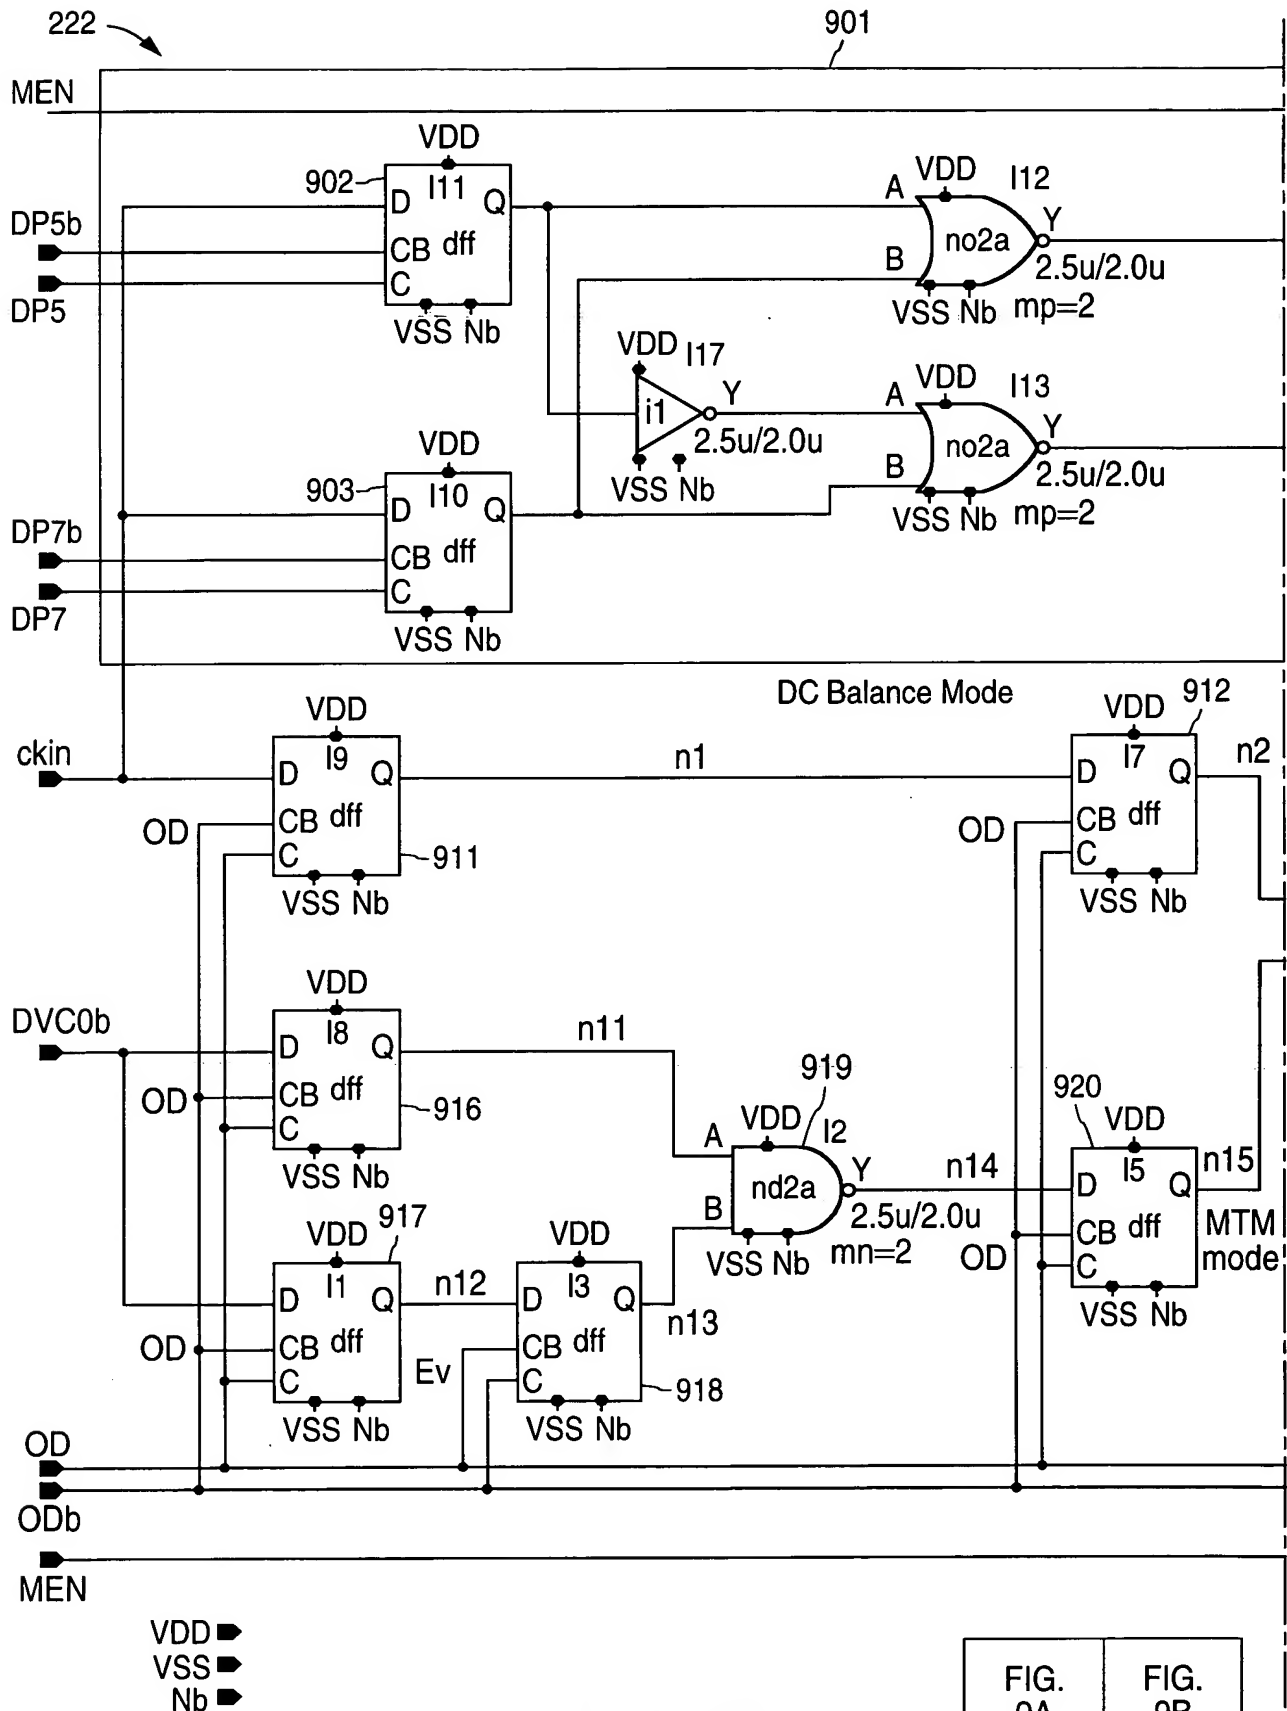 222
901
MEN
VDD
902
I11
D
Q
DP5b
CB dff
C
DP5
VSS Nb
A
VDD
I12
Y
no2a
B
2.5u/2.0u
VSS Nb
mp=2
VDD
I17
i1
Y
2.5u/2.0u
VSS Nb
A
VDD
I13
Y
no2a
B
2.5u/2.0u
VSS Nb
mp=2
VDD
903
I10
D
Q
DP7b
CB dff
C
DP7
VSS Nb
DC Balance Mode
VDD
ckin
I9
D
Q
n1
OD
CB dff
C
911
VSS Nb
VDD
912
I7
D
Q
n2
OD
CB dff
C
VSS Nb
VDD
DVC0b
I8
D
Q
n11
OD
CB dff
C
916
VSS Nb
VDD
917
I1
D
Q
n12
OD
CB dff
C
Ev
VSS Nb
VDD
I3
D
Q
n13
CB dff
C
918
VSS Nb
919
VDD
I2
A
Y
nd2a
n14
B
2.5u/2.0u
VSS Nb
mn=2
920
VDD
I5
n15
D
Q
CB dff
MTM
mode
OD
C
VSS Nb
OD
ODb
MEN
VDD
VSS
Nb
FIG.
9A
FIG.
9B